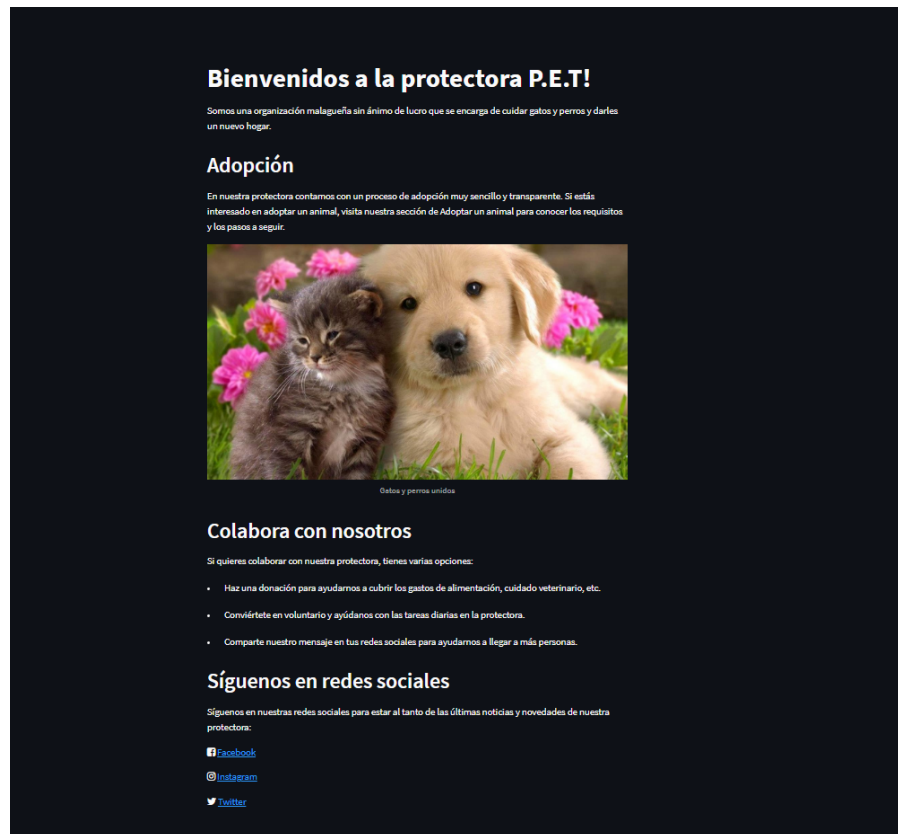 Bienvenidos a la protectora P.E.T!
Somos una organización malagueña sin ánimo de lucro que se encarga de cuidar gatos y perros y darles
un nuevo hogar.
Adopción
En nuestra protectora contamos con un proceso de adopción muy sencillo y transparente. Si estás
interesado en adoptar un animal, visita nuestra sección de Adoptar un animal para conocer los requisitos
y los pasos a seguir.
Gatos y perros unidos
Colabora con nosotros
Si quieres colaborar con nuestra protectora, tienes varias opciones:
• Haz una donación para ayudarnos a cubrir los gastos de alimentación, cuidado veterinario, etc.
• Conviértete en voluntario y ayúdanos con las tareas diarias en la protectora.
• Comparte nuestro mensaje en tus redes sociales para ayudarnos a llegar a más personas.
Síguenos en redes sociales
Síguenos en nuestras redes sociales para estar al tanto de las últimas noticias y novedades de nuestra
protectora:
Facebook
Instagram
Twitter